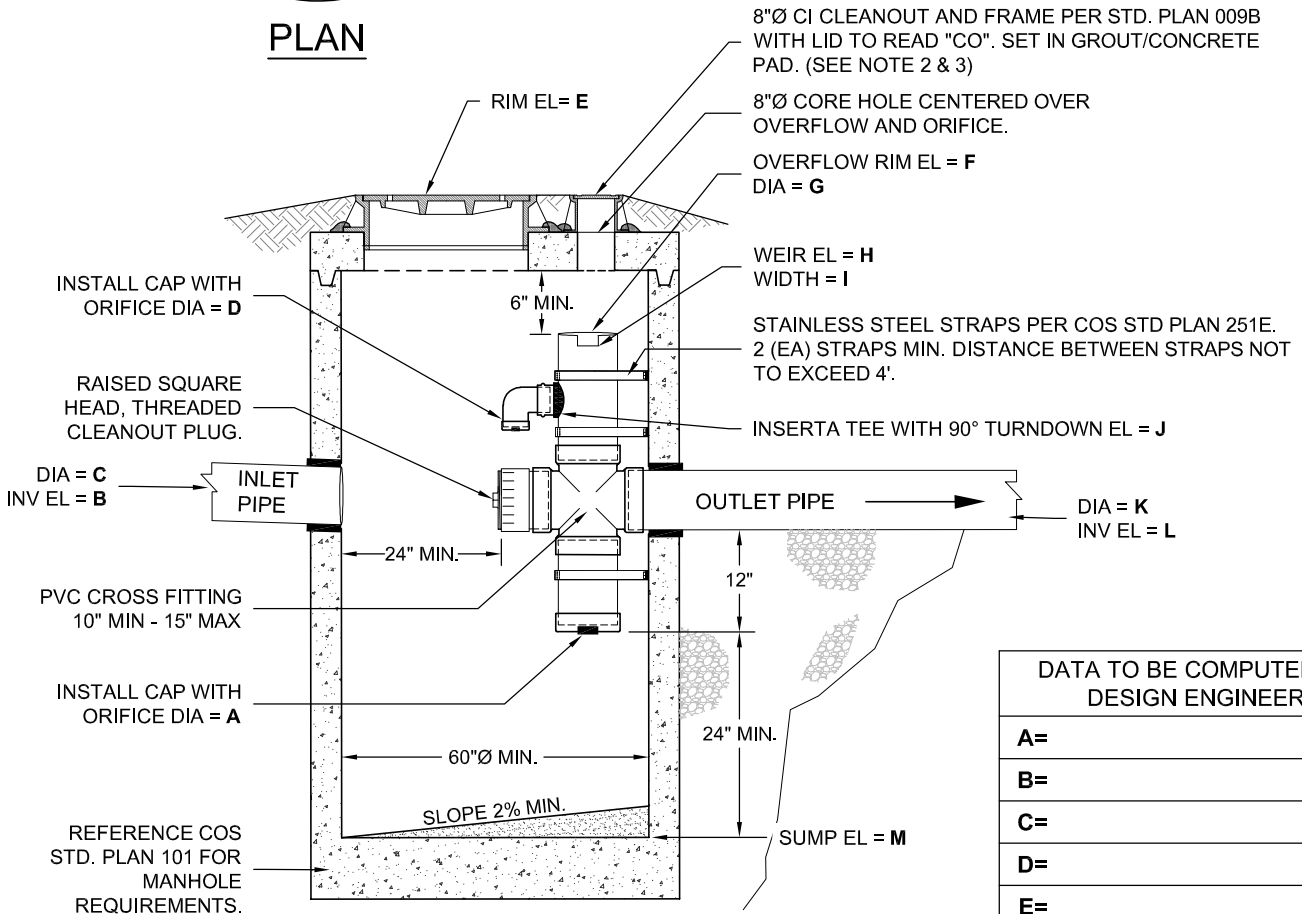 PLAN
8"Ø CI CLEANOUT AND FRAME PER STD. PLAN 009B
WITH LID TO READ "CO". SET IN GROUT/CONCRETE
PAD. (SEE NOTE 2 & 3)
RIM EL= E
8"Ø CORE HOLE CENTERED OVER
OVERFLOW AND ORIFICE.
OVERFLOW RIM EL = F
DIA = G
WEIR EL = H
WIDTH = I
INSTALL CAP WITH
ORIFICE DIA = D
6" MIN.
STAINLESS STEEL STRAPS PER COS STD PLAN 251E.
2 (EA) STRAPS MIN. DISTANCE BETWEEN STRAPS NOT
TO EXCEED 4'.
RAISED SQUARE
HEAD, THREADED
CLEANOUT PLUG.
INSERTA TEE WITH 90° TURNDOWN EL = J
DIA = C
INV EL = B
INLET
PIPE
OUTLET PIPE
DIA = K
INV EL = L
24" MIN.
12"
PVC CROSS FITTING
10" MIN - 15" MAX
INSTALL CAP WITH
ORIFICE DIA = A
24" MIN.
60"Ø MIN.
SLOPE 2% MIN.
SUMP EL = M
REFERENCE COS
STD. PLAN 101 FOR
MANHOLE
REQUIREMENTS.
DATA TO BE COMPUTE
DESIGN ENGINEER
A=
B=
C=
D=
E=